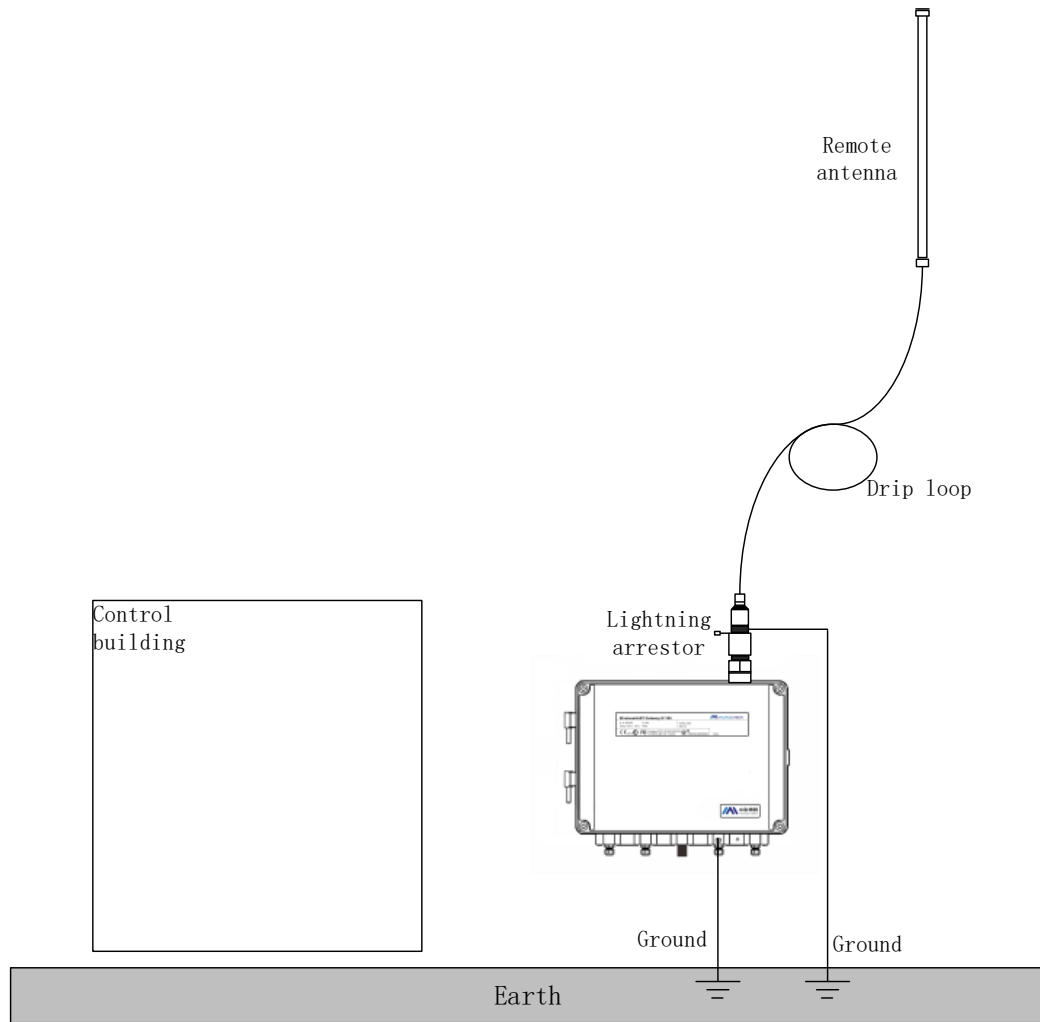 Remote
antenna
Drip loop
Control
building
Lightning
arrestor
Ground
Ground
Earth